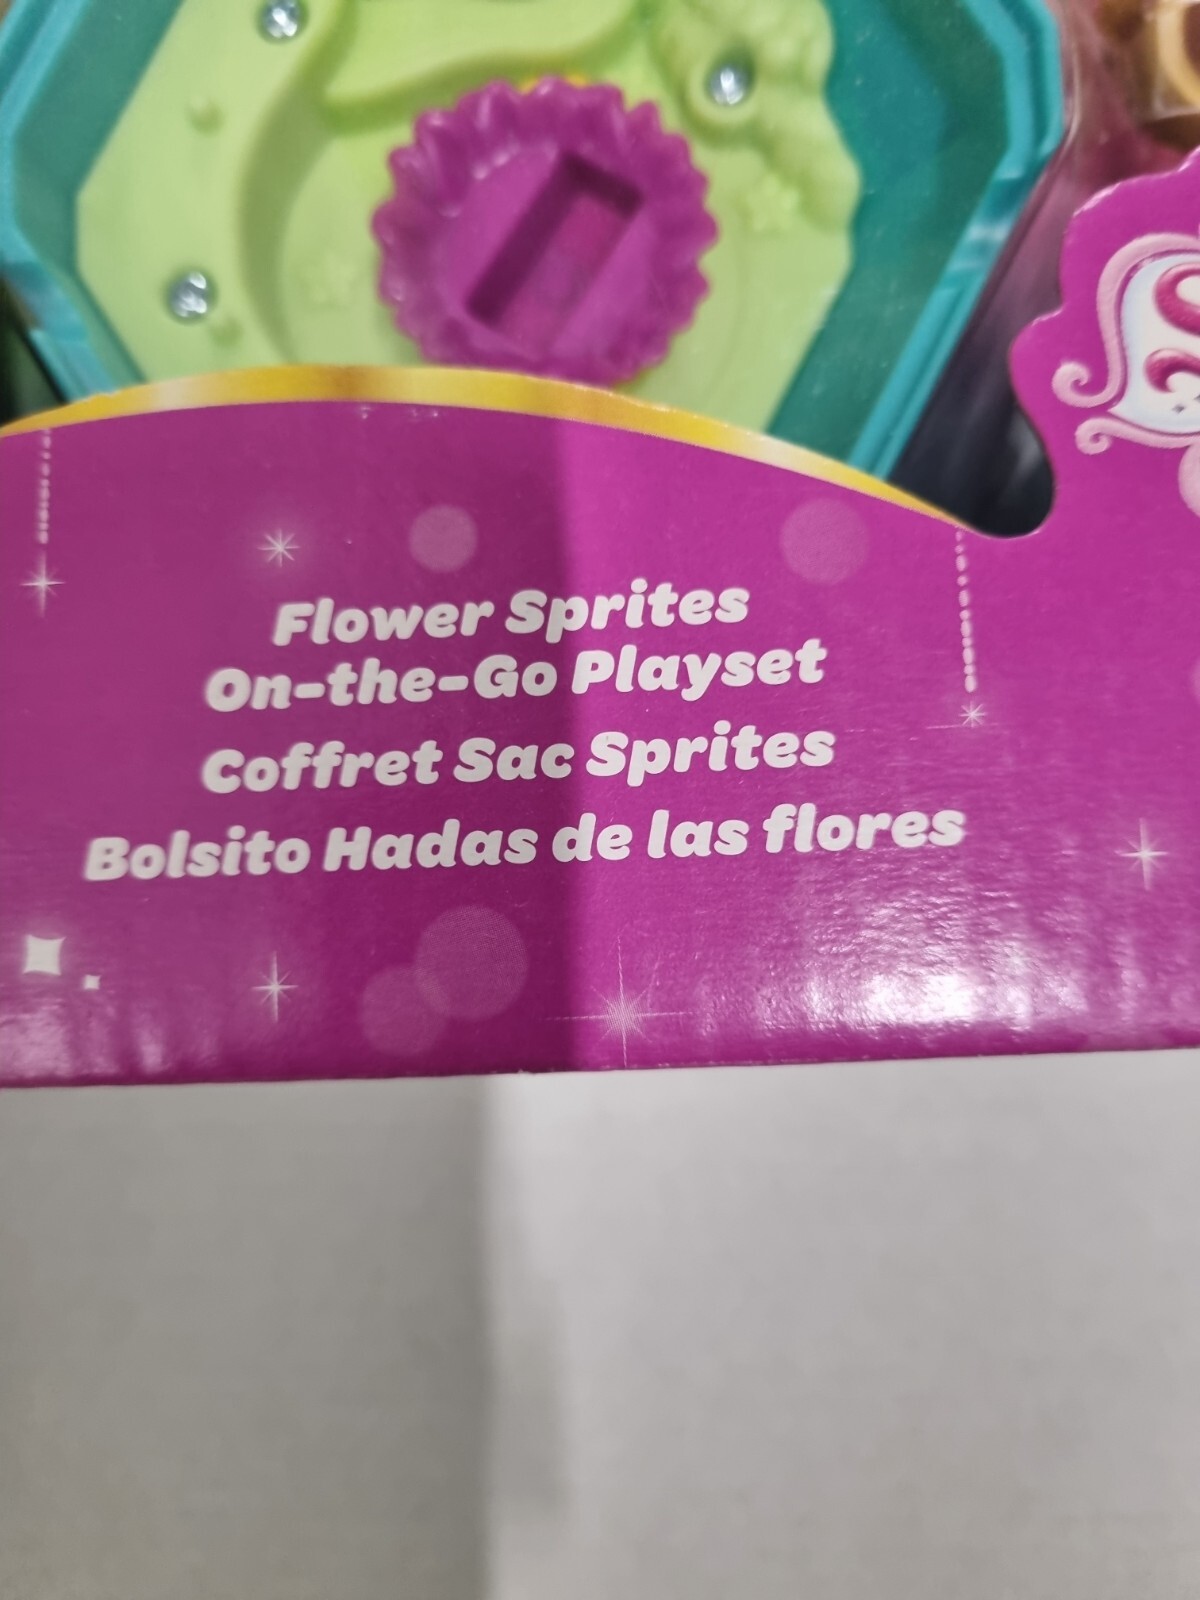 Flower Sprites
On-the-Go Playset
Coffret Sac Sprites
Bolsito Hadas de las flores